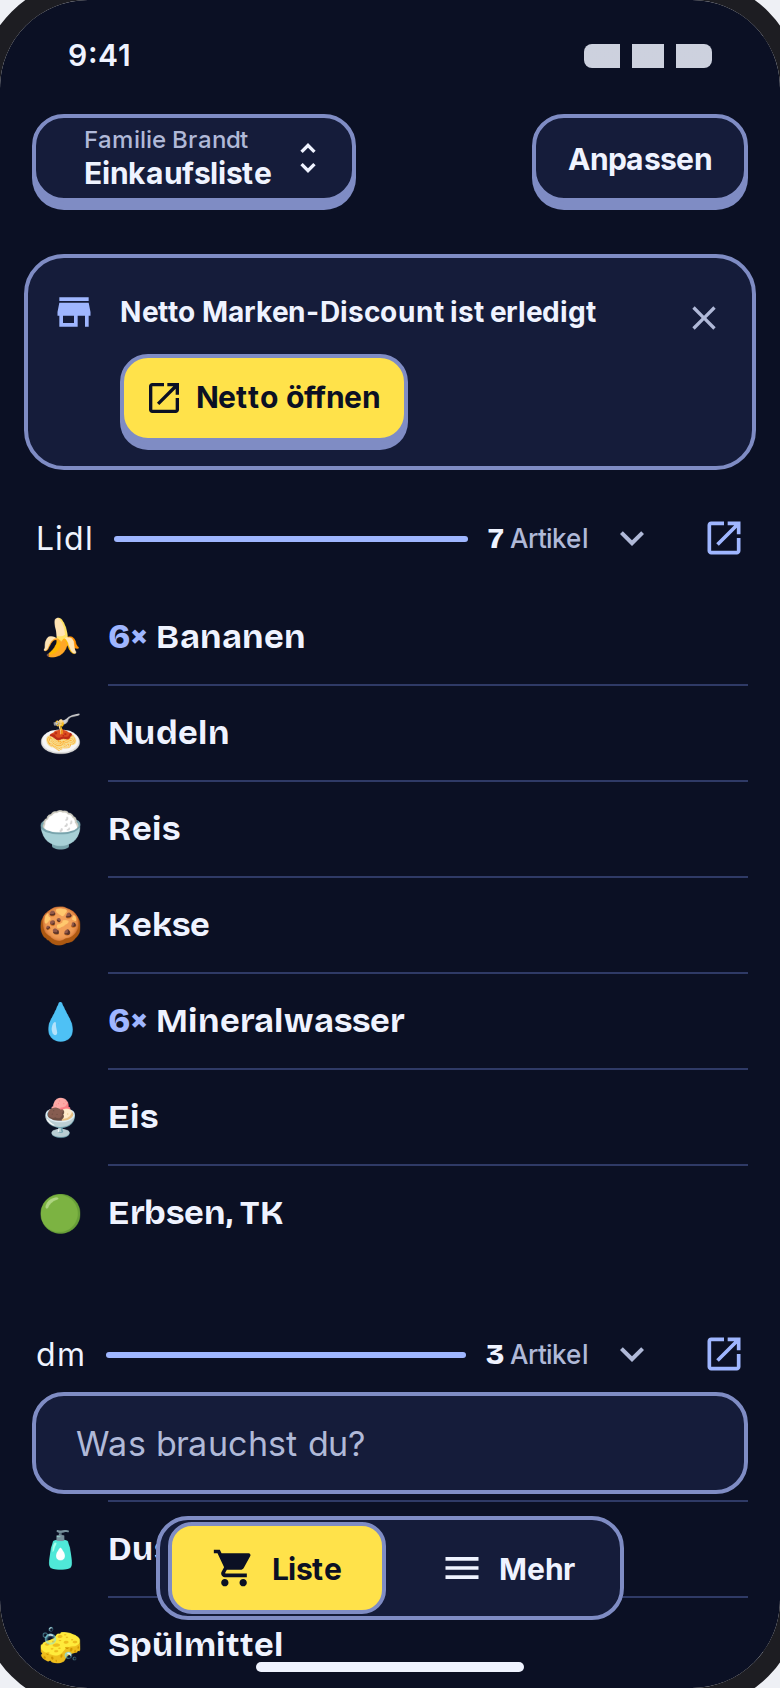 9:41
Familie Brandt
Einkaufsliste
Anpassen
Netto Marken-Discount ist erledigt
Netto öffnen
Lidl
7 Artikel
6× Bananen
Nudeln
Reis
Kekse
6× Mineralwasser
Eis
Erbsen, TK
dm
3 Artikel
Was brauchst du?
Liste
Mehr
Spülmittel